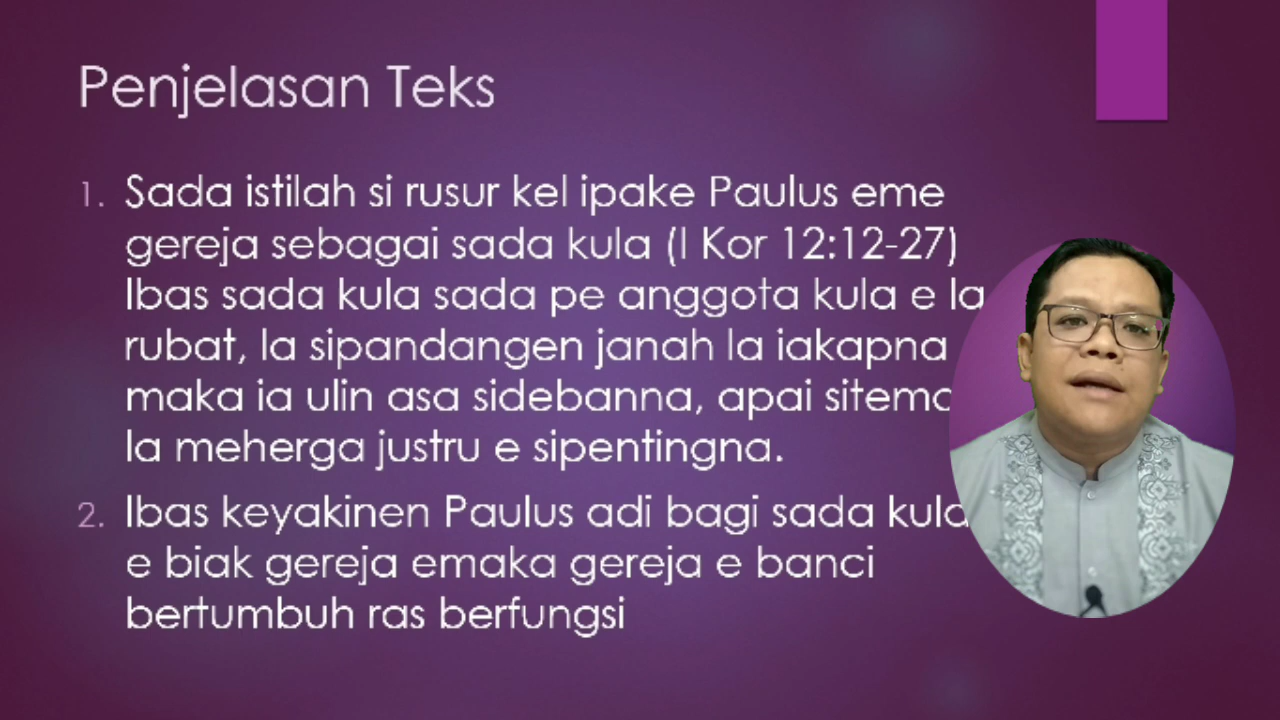 Penjelasan Teks
1. Sada istilah si rusur kel ipake Paulus eme
gereja sebagai sada kula (I Kor 12:12-27)
Ibas sada kula sada pe anggota kula e la
rubat, la sipandangen janah la iakapna
maka ia ulin asa sidebanna, apai
la meherga justru e sipentingna.
2. Ibas keyakinen Paulus adi bagi sada kula
e biak gereja emaka gereja e banci
bertumbuh ras berfungsi